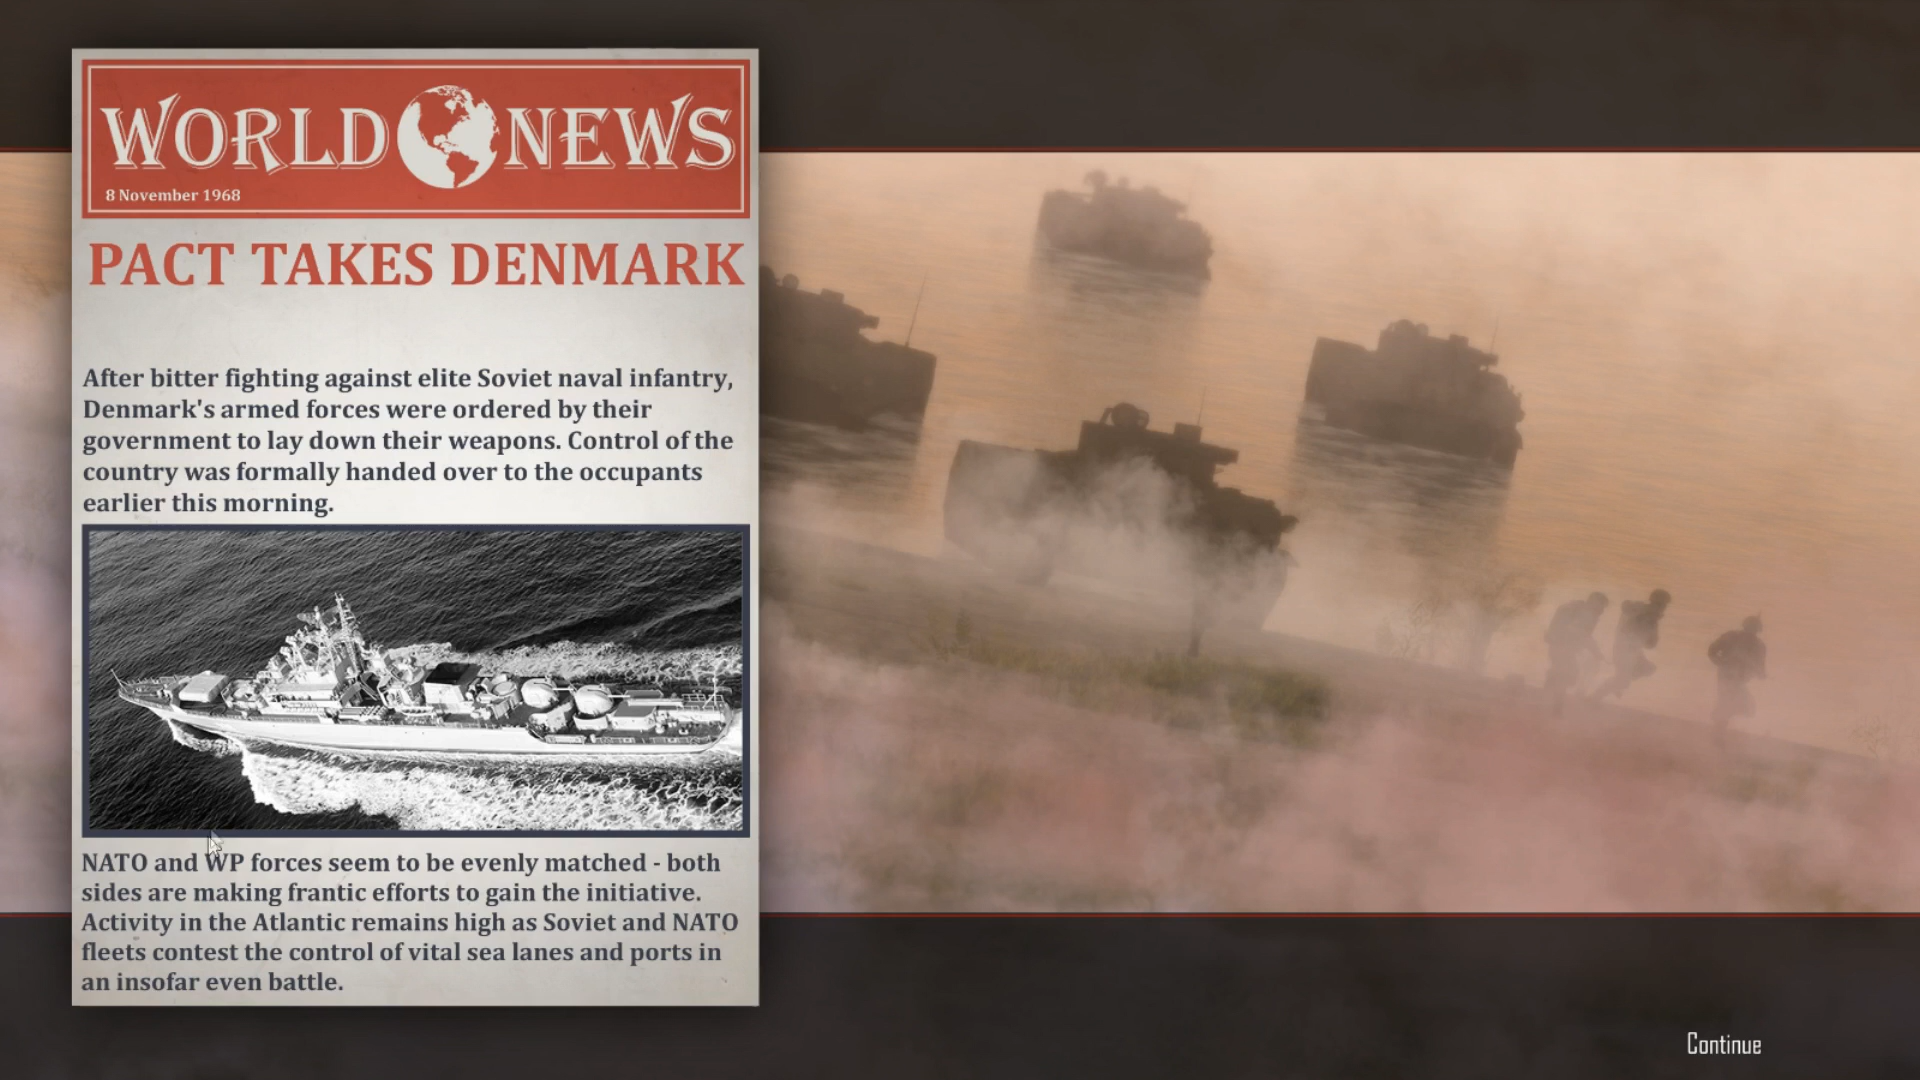 WORLD NEWS
8 November 1968
PACT TAKES DENMARK
After bitter fighting against elite Soviet naval infantry,
Denmark's armed forces were ordered by their
government to lay down their weapons. Control of the
country was formally handed over to the occupants
earlier this morning.
NATO and WP forces seem to be evenly matched - both
sides are making frantic efforts to gain the initiative.
Activity in the Atlantic remains high as Soviet and NATO
fleets contest the control of vital sea lanes and ports in
an insofar even battle.
Continue